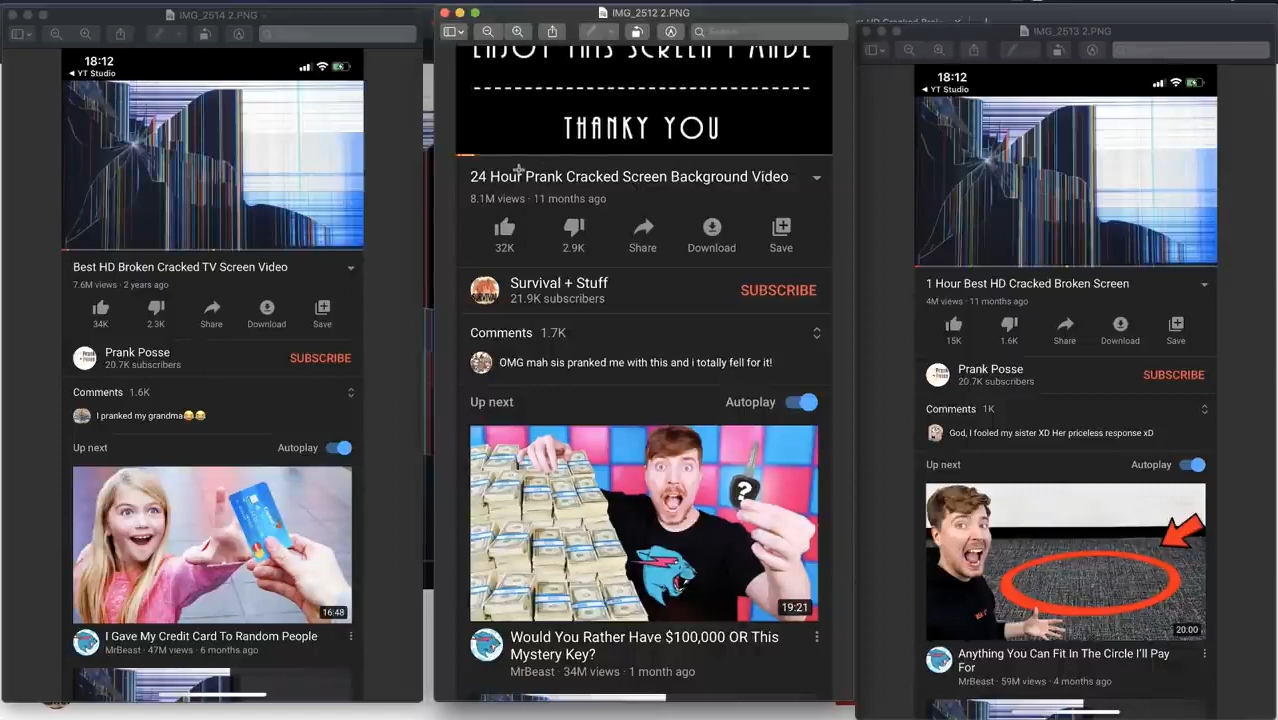 IMG_2514 2.PNG
18:12
YT Studio
Best HD Broken Cracked TV Screen Video
7.6M views · 2 years ago
34K
2.3K
Share
Download
Save
Prank Posse
20.7K subscribers
SUBSCRIBE
Comments 1.6K
I pranked my grandma😂😂
Up next
Autoplay
16:48
I Gave My Credit Card To Random People
MrBeast · 47M views · 6 months ago
IMG_2512 2.PNG
Search
ENJOY THIS SCREEN PRANK
THANKY YOU
24 Hour Prank Cracked Screen Background Video
8.1M views · 11 months ago
32K
2.9K
Share
Download
Save
Survival + Stuff
21.9K subscribers
SUBSCRIBE
Comments 1.7K
OMG mah sis pranked me with this and i totally fell for it!
Up next
Autoplay
?
19:21
Would You Rather Have $100,000 OR This
Mystery Key?
MrBeast · 34M views · 1 month ago
IMG_2513 2.PNG
18:12
YT Studio
1 Hour Best HD Cracked Broken Screen
4M views · 11 months ago
15K
1.6K
Share
Download
Save
Prank Posse
20.7K subscribers
SUBSCRIBE
Comments 1K
God, I fooled my sister XD Her priceless response xD
Up next
Autoplay
20:00
Anything You Can Fit In The Circle I'll Pay
For
MrBeast · 59M views · 4 months ago